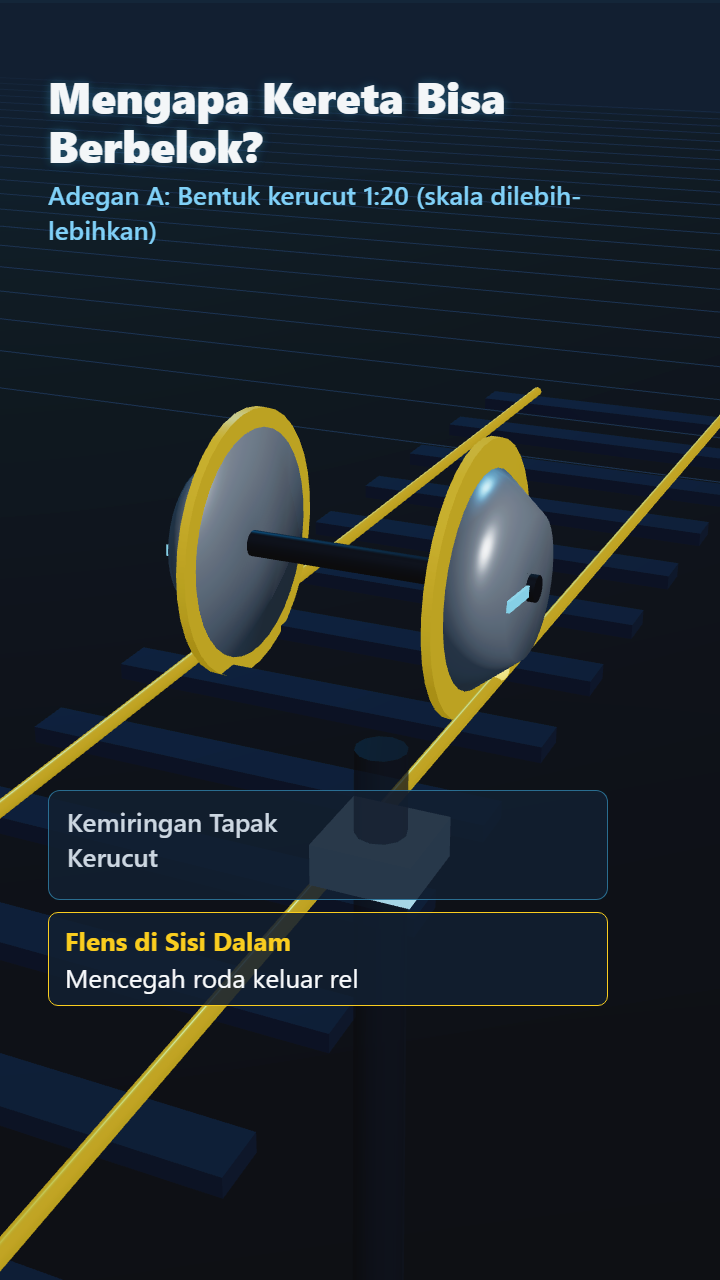 Mengapa Kereta Bisa
Berbelok?
Adegan A: Bentuk kerucut 1:20 (skala dilebih-
lebihkan)
Kemiringan Tapak
Kerucut
Flens di Sisi Dalam
Mencegah roda keluar rel